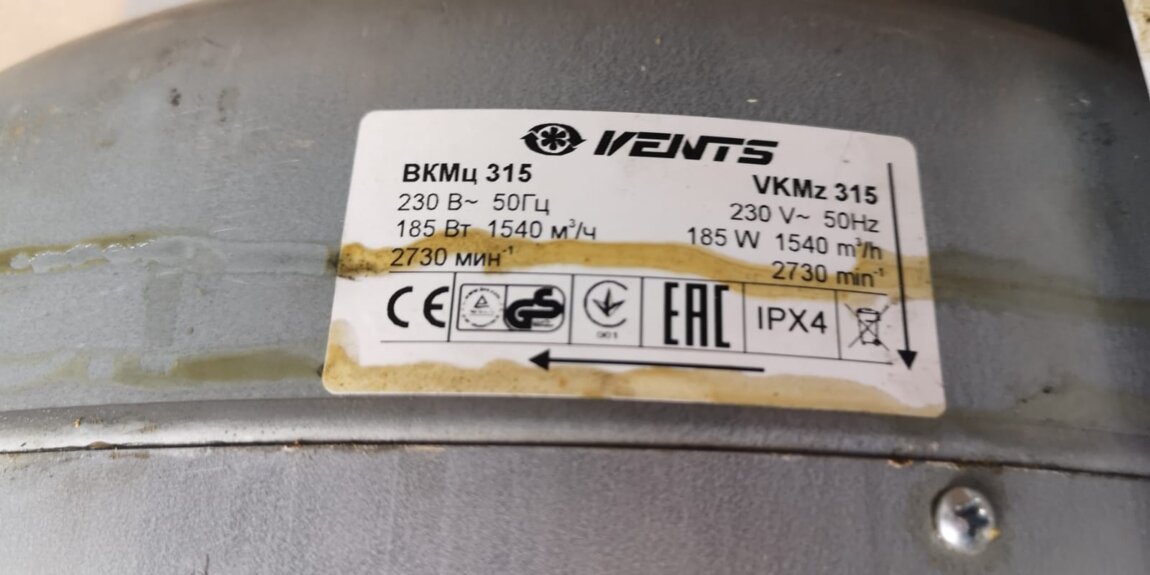 VENTS
ВКМц 315
230 В~ 50Гц
185 Вт 1540 м³/ч
2730 мин⁻¹
VKMz 315
230 V~ 50Hz
185 W 1540 m³/h
2730 min⁻¹
CE
GS
EAC
IPX4